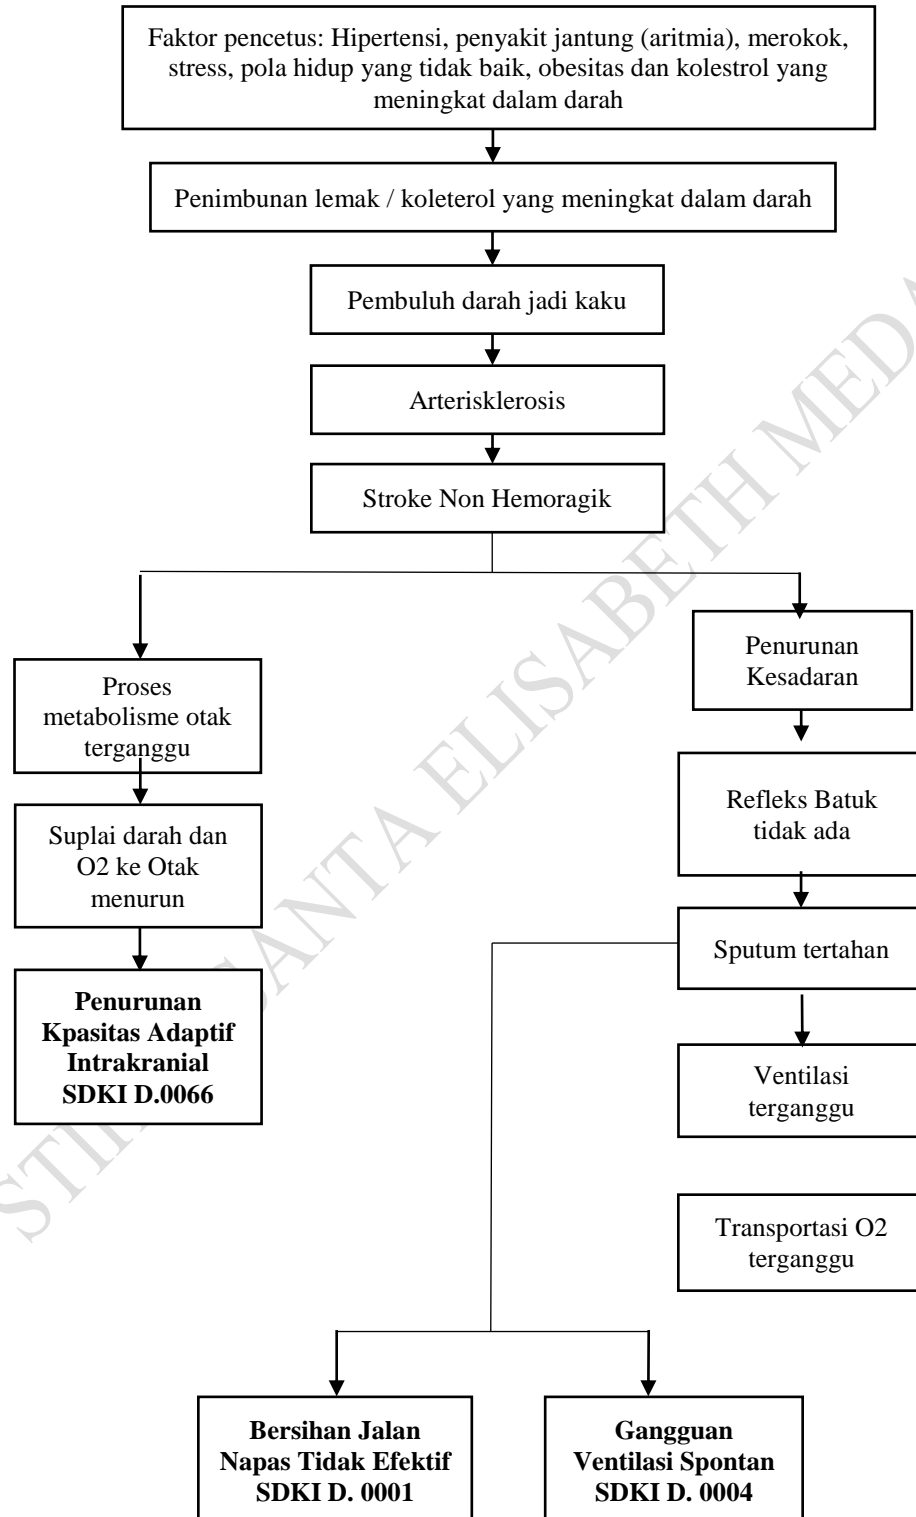 Faktor pencetus: Hipertensi, penyakit jantung (aritmia), merokok,
stress, pola hidup yang tidak baik, obesitas dan kolestrol yang
meningkat dalam darah
Penimbunan lemak / koleterol yang meningkat dalam darah
Pembuluh darah jadi kaku
Arterisklerosis
Stroke Non Hemoragik
Proses
metabolisme otak
terganggu
Suplai darah dan
O2 ke Otak
menurun
Penurunan
Kpasitas Adaptif
Intrakranial
SDKI D.0066
Penurunan
Kesadaran
Refleks Batuk
tidak ada
Sputum tertahan
Ventilasi
terganggu
Transportasi O2
terganggu
Bersihan Jalan
Napas Tidak Efektif
SDKI D. 0001
Gangguan
Ventilasi Spontan
SDKI D. 0004
ELISABETH